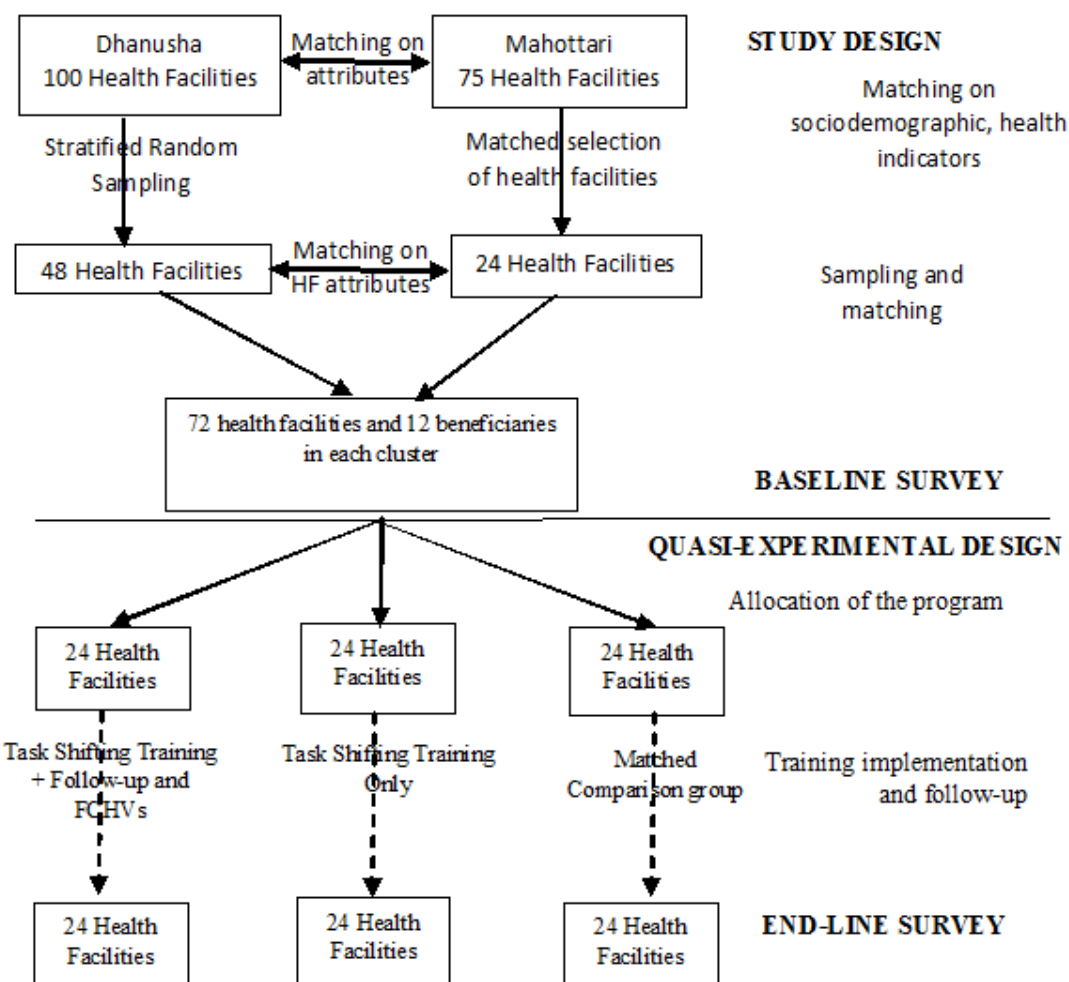 Dhanusha
100 Health Facilities
Matching on
attributes
Mahottari
75 Health Facilities
STUDY DESIGN
Matching on
sociodemographic, health
indicators
Stratified Random
Sampling
Matched selection
of health facilities
48 Health Facilities
Matching on
HF attributes
24 Health Facilities
Sampling and
matching
72 health facilities and 12 beneficiaries
in each cluster
BASELINE SURVEY
QUASI-EXPERIMENTAL DESIGN
Allocation of the program
24 Health
Facilities
24 Health
Facilities
24 Health
Facilities
Task Shifting Training
+ Follow-up and
FCHVs
Task Shifting Training
Only
Matched
Comparison group
Training implementation
and follow-up
24 Health
Facilities
24 Health
Facilities
24 Health
Facilities
END-LINE SURVEY